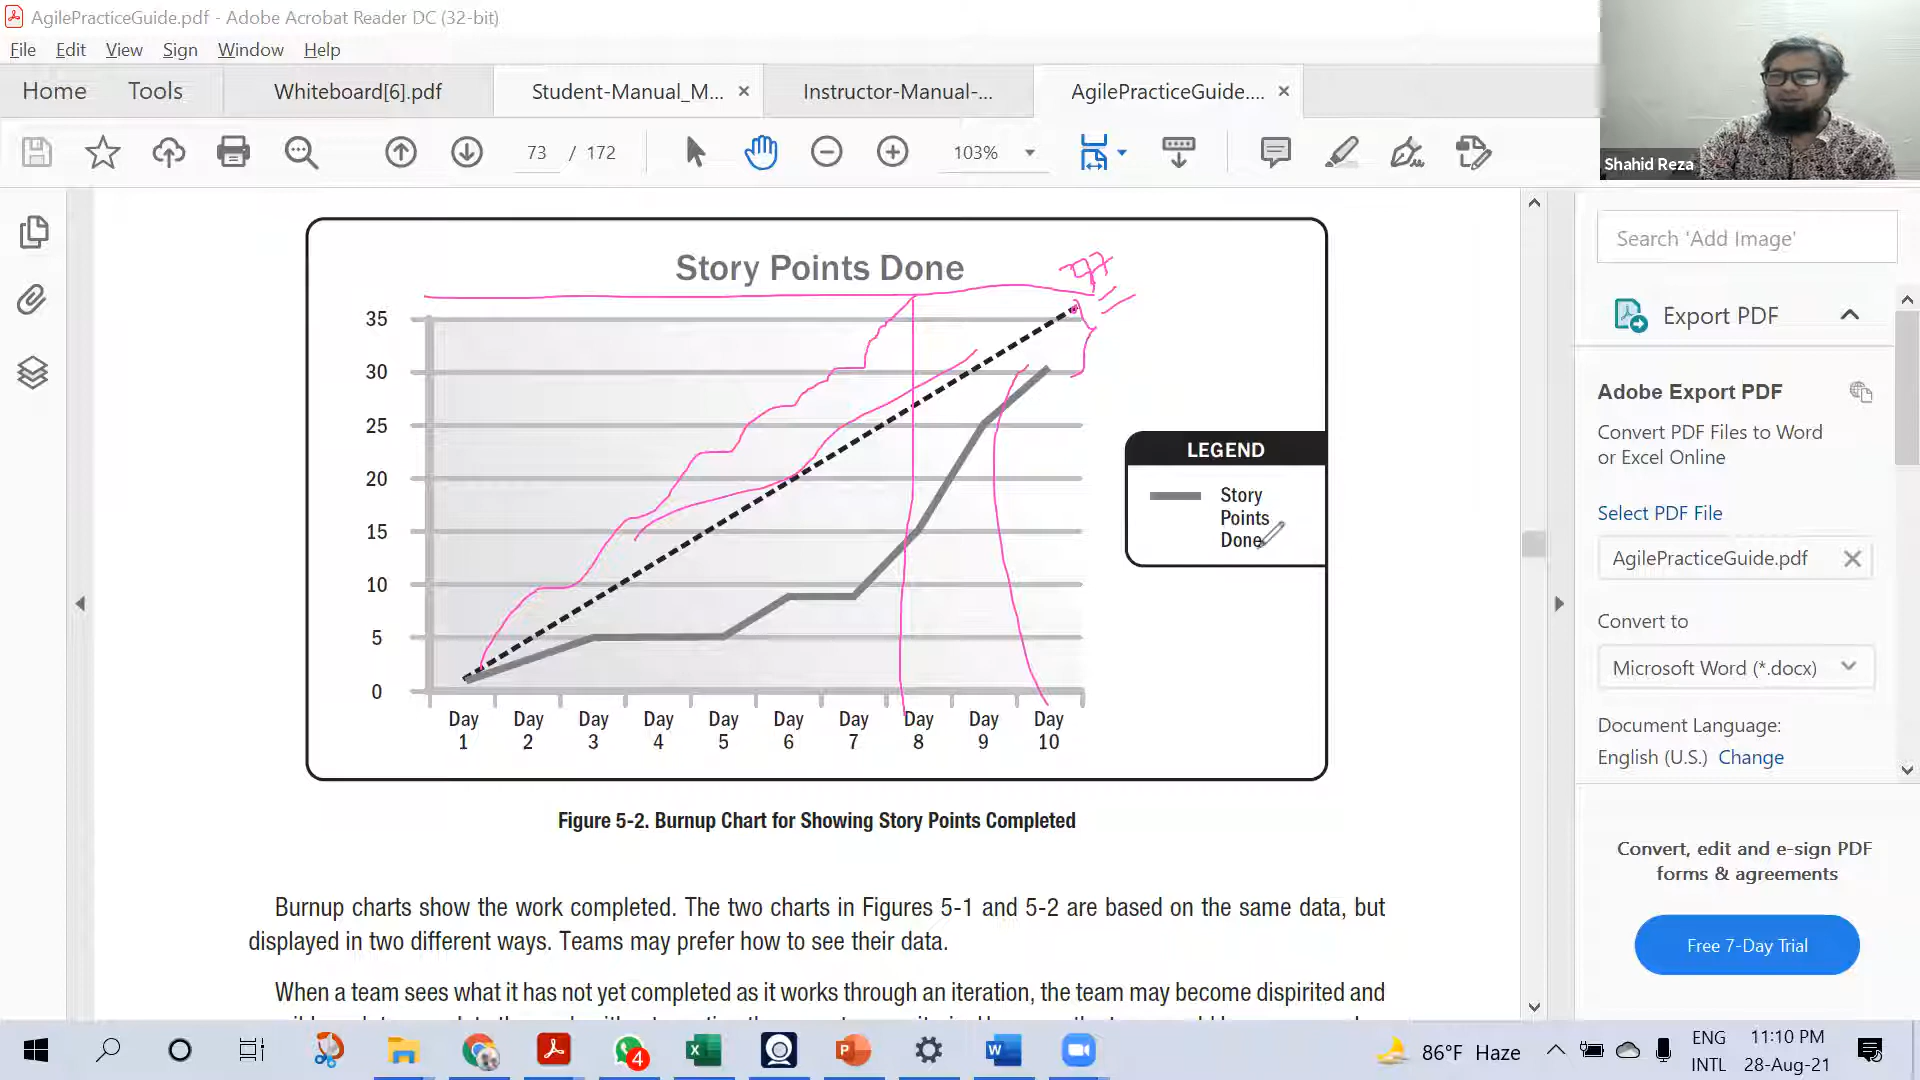 AgilePracticeGuide.pdf - Adobe Acrobat Reader DC (32-bit)
File Edit View Sign Window Help
Home Tools Whiteboard[6].pdf Student-Manual_M... Instructor-Manual-... AgilePracticeGuide....
73 / 172 103%
Shahid Reza
Story Points Done
35
30
25
20
15
10
5
0
Day 1
Day 2
Day 3
Day 4
Day 5
Day 6
Day 7
Day 8
Day 9
Day 10
LEGEND
Story
Points
Done
Figure 5-2. Burnup Chart for Showing Story Points Completed
Burnup charts show the work completed. The two charts in Figures 5-1 and 5-2 are based on the same data, but
displayed in two different ways. Teams may prefer how to see their data.
When a team sees what it has not yet completed as it works through an iteration, the team may become dispirited and
Search 'Add Image'
Export PDF
Adobe Export PDF
Convert PDF Files to Word
or Excel Online
Select PDF File
AgilePracticeGuide.pdf
Convert to
Microsoft Word (*.docx)
Document Language:
English (U.S.) Change
Convert, edit and e-sign PDF
forms & agreements
Free 7-Day Trial
4
86°F Haze
ENG
INTL
11:10 PM
28-Aug-21